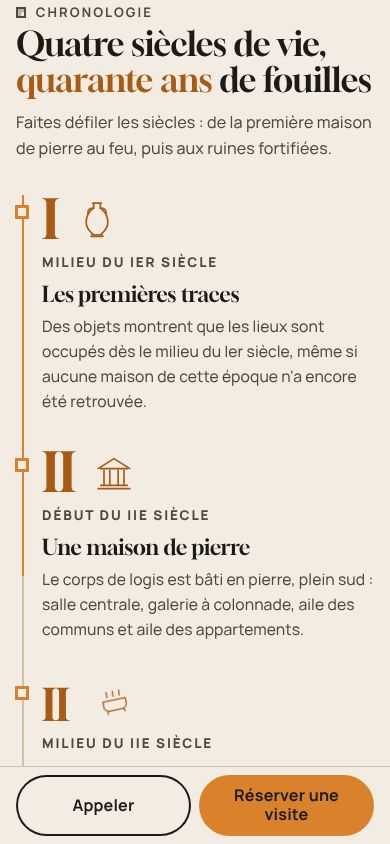 CHRONOLOGIE
Quatre siècles de vie,
quarante ans de fouilles
Faites défiler les siècles : de la première maison
de pierre au feu, puis aux ruines fortifiées.
I
MILIEU DU IER SIÈCLE
Les premières traces
Des objets montrent que les lieux sont
occupés dès le milieu du Ier siècle, même si
aucune maison de cette époque n'a encore
été retrouvée.
II
DÉBUT DU IIE SIÈCLE
Une maison de pierre
Le corps de logis est bâti en pierre, plein sud :
salle centrale, galerie à colonnade, aile des
communs et aile des appartements.
II
MILIEU DU IIE SIÈCLE
Appeler
Réserver une
visite